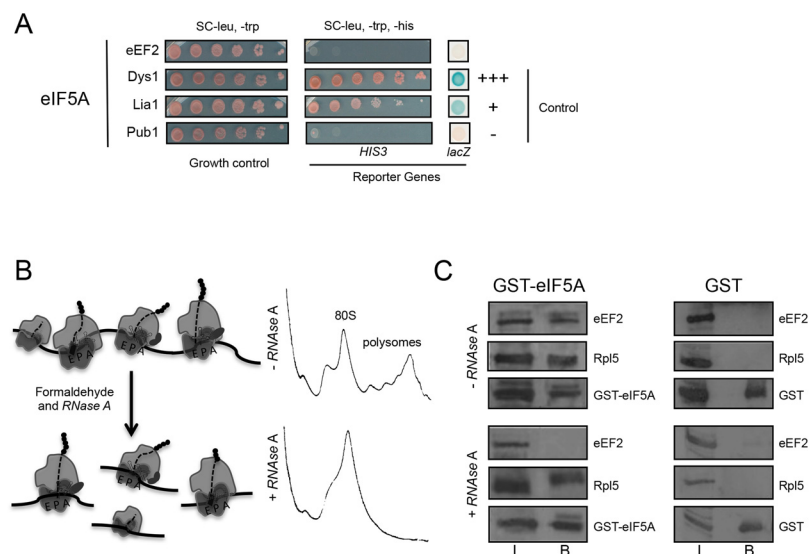 A
SC-leu, -trp
SC-leu, -trp, -his
eIF5A
eEF2
Dys1
+++
Lia1
+
Control
Pub1
-
Growth control
HIS3
lacZ
Reporter Genes
B
E P A
E P A
E P A
Formaldehyde
and RNase A
E P A
E P A
E P A
- RNAse A
80S
polysomes
+ RNAse A
C
GST-eIF5A
GST
- RNAse A
eEF2
eEF2
Rpl5
Rpl5
GST-eIF5A
GST
+ RNAse A
eEF2
eEF2
Rpl5
Rpl5
GST-eIF5A
GST
I B
I B